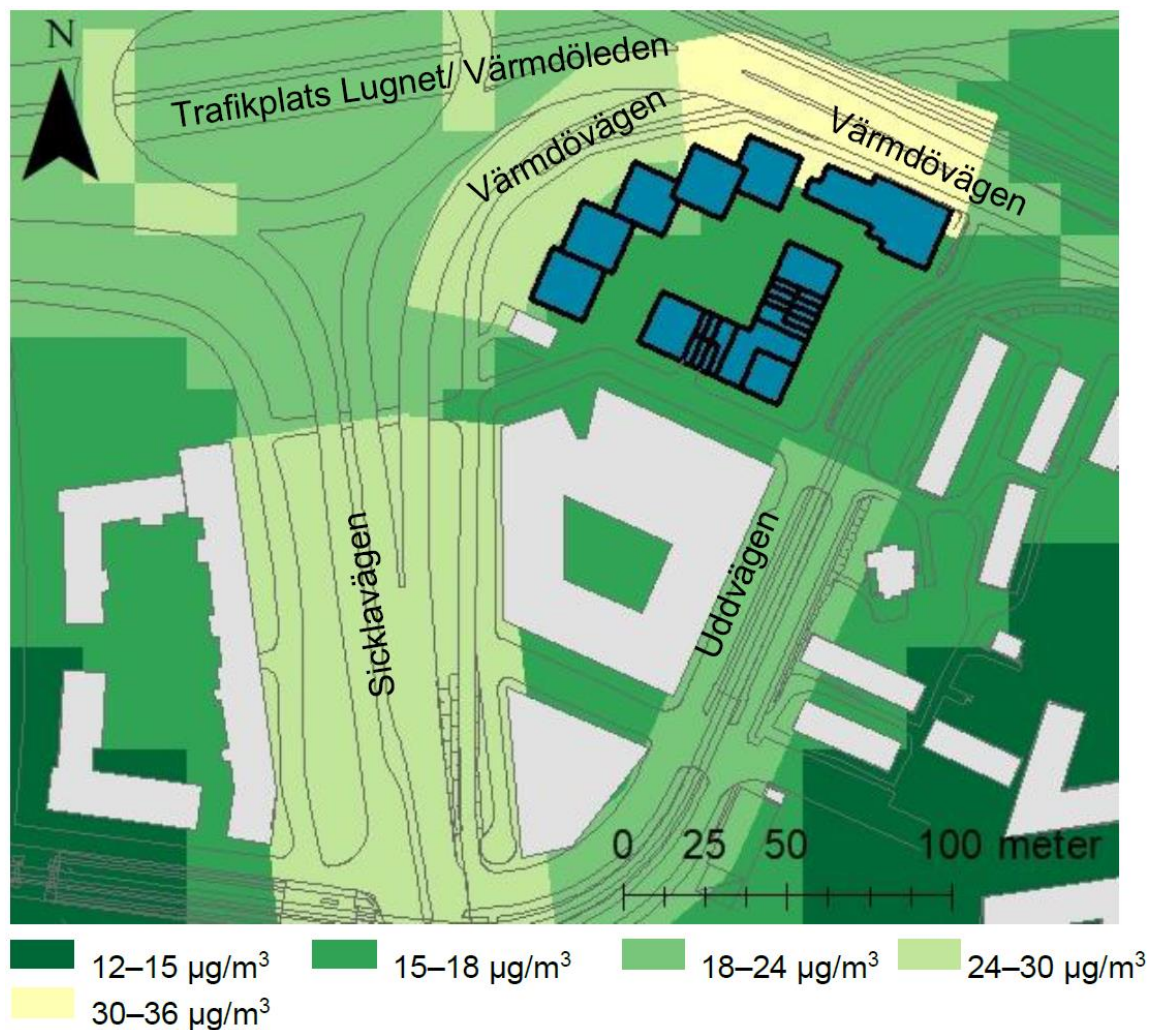 N
Trafikplats Lugnet/ Värmdöleden
Värmdövägen
Värmdövägen
Sicklavägen
Uddvägen
0 25 50 100 meter
12–15 µg/m³
15–18 µg/m³
18–24 µg/m³
24–30 µg/m³
30–36 µg/m³